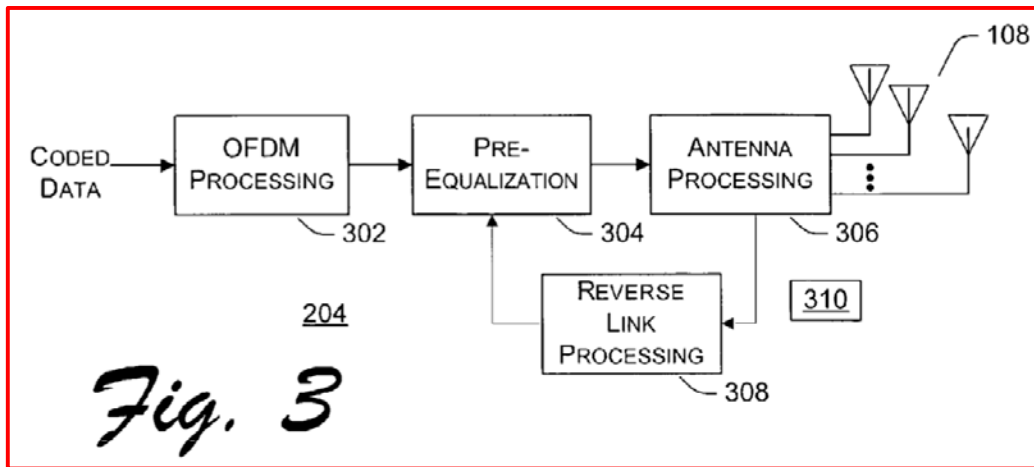 108
CODED
DATA
OFDM
PROCESSING
PRE-
EQUALIZATION
ANTENNA
PROCESSING
302
304
306
REVERSE
LINK
PROCESSING
310
204
308
Fig. 3